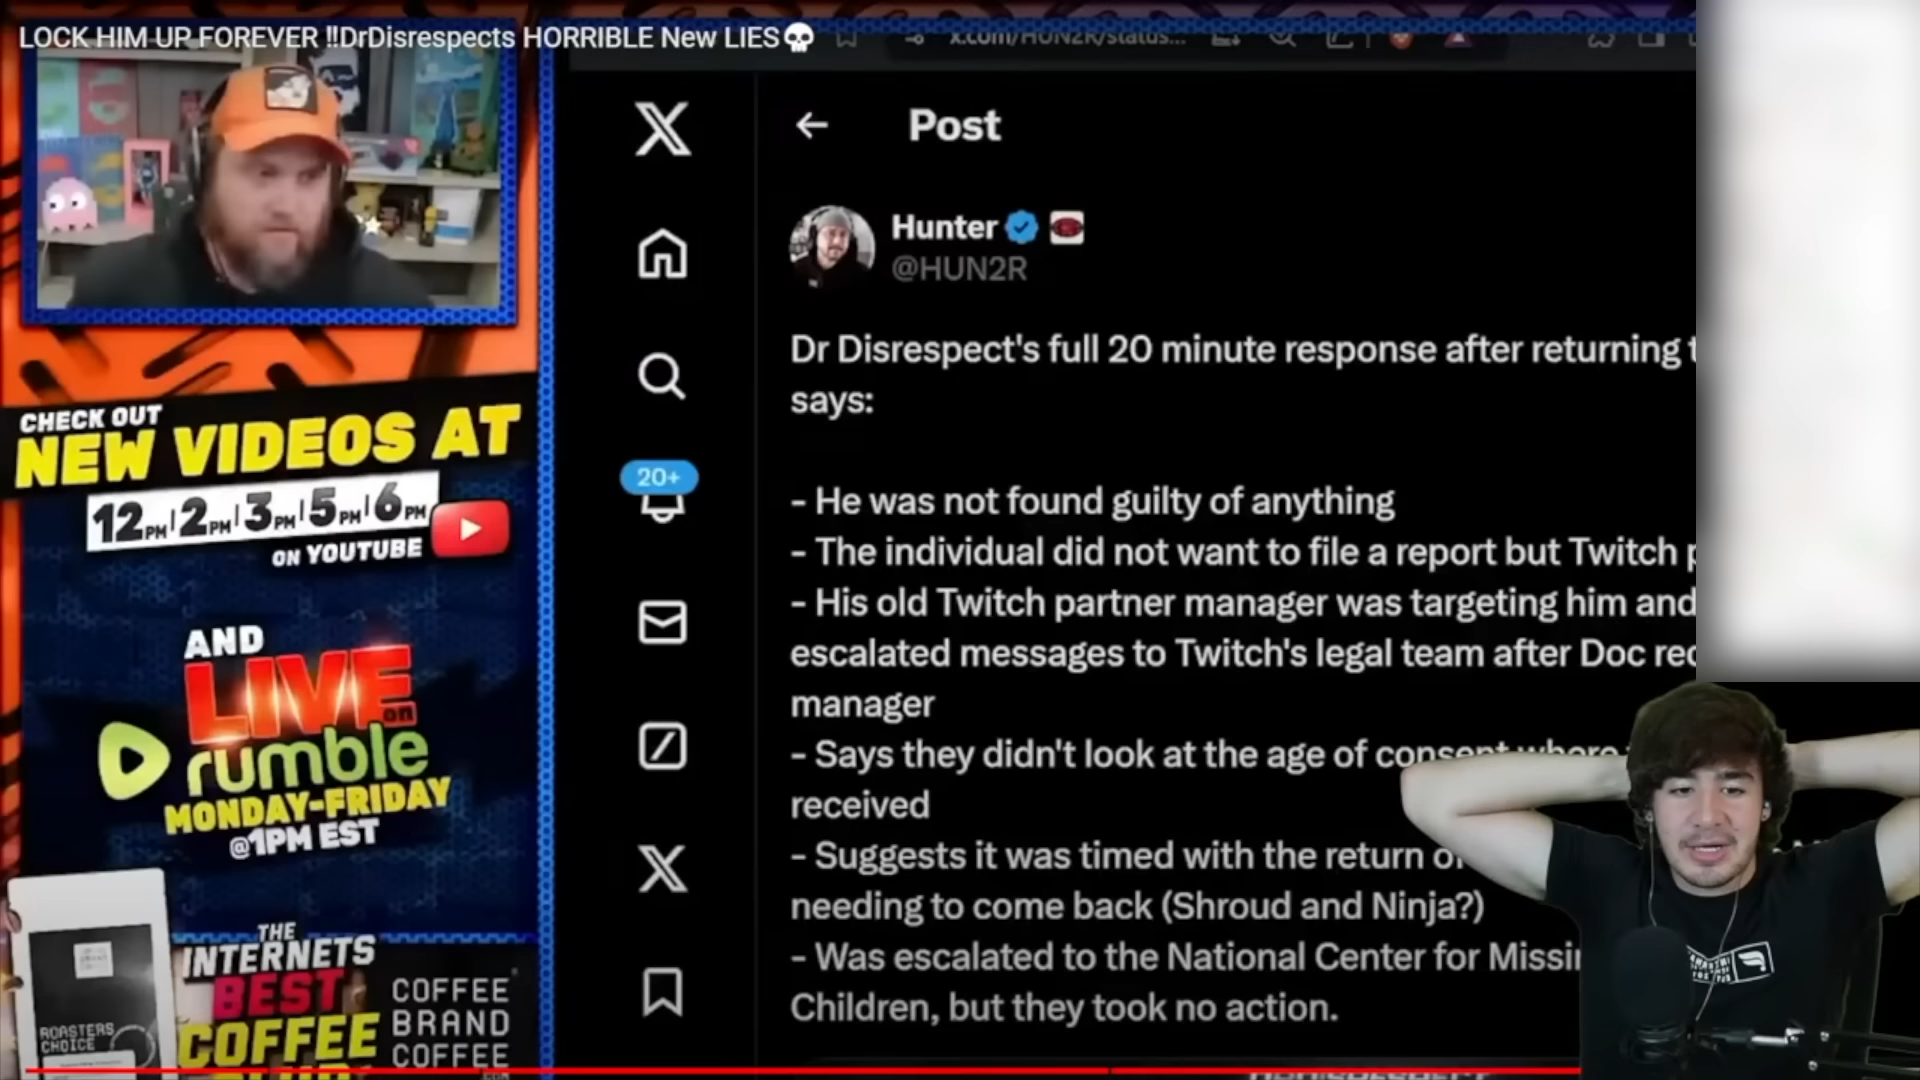 LOCK HIM UP FOREVER ‼DrDisrespects HORRIBLE New LIES💀
x.com/HUN2R/status...
Post
Hunter
@HUN2R
Dr Disrespect's full 20 minute response after returning
says:
20+
- He was not found guilty of anything
- The individual did not want to file a report but Twitch
- His old Twitch partner manager was targeting him and
escalated messages to Twitch's legal team after Doc
manager
- Says they didn't look at the age of consent where
received
- Suggests it was timed with the return of
needing to come back (Shroud and Ninja?)
- Was escalated to the National Center for
Children, but they took no action.
CHECK OUT
NEW VIDEOS AT
12PM|2PM|3PM|5PM|6PM
ON YOUTUBE
AND
LIVE on
rumble
MONDAY-FRIDAY
@1PM EST
THE
INTERNETS
BEST
COFFEE
COFFEE
BRAND
COFFEE
ROASTERS
CHOICE